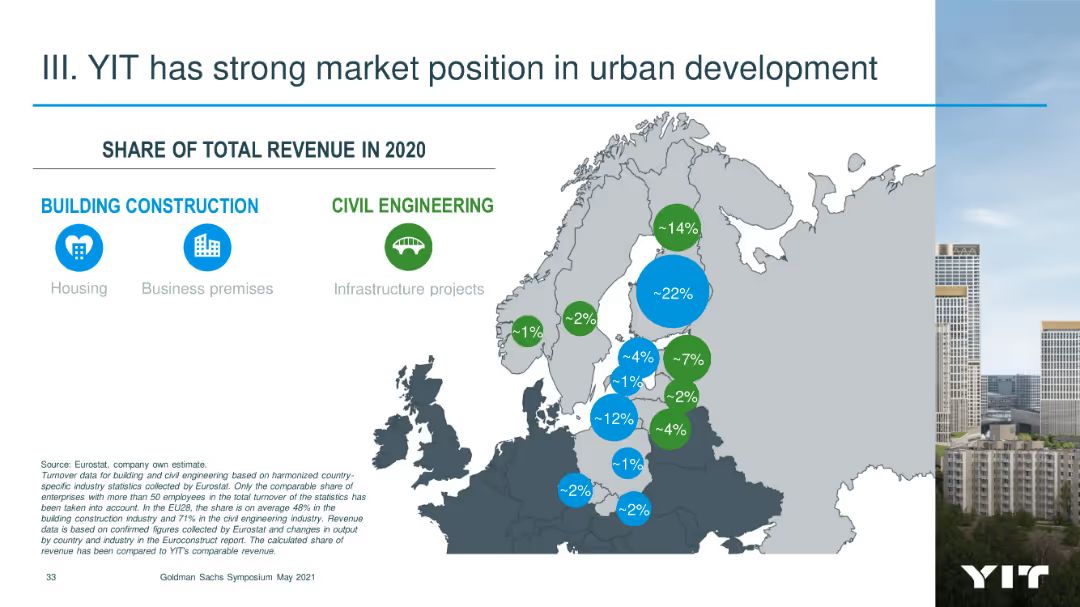 III. YIT has strong market position in urban development
SHARE OF TOTAL REVENUE IN 2020
BUILDING CONSTRUCTION
CIVIL ENGINEERING
Housing
Business premises
Infrastructure projects
~14%
~22%
~2%
~1%
~4%
~7%
~1%
~2%
~12%
~4%
~1%
~2%
~2%
Source: Eurostat, company own estimate.
Turnover data for building and civil engineering based on harmonized country-
specific industry statistics collected by Eurostat. Only the comparable share of
enterprises with more than 50 employees in the total turnover of the statistics has
been taken into account. In the EU28, the share is on average 48% in the
building construction industry and 71% in the civil engineering industry. Revenue
data is based on confirmed figures collected by Eurostat and changes in output
by country and industry in the Euroconstruct report. The calculated share of
revenue has been compared to YIT's comparable revenue.
33
Goldman Sachs Symposium May 2021
YIT